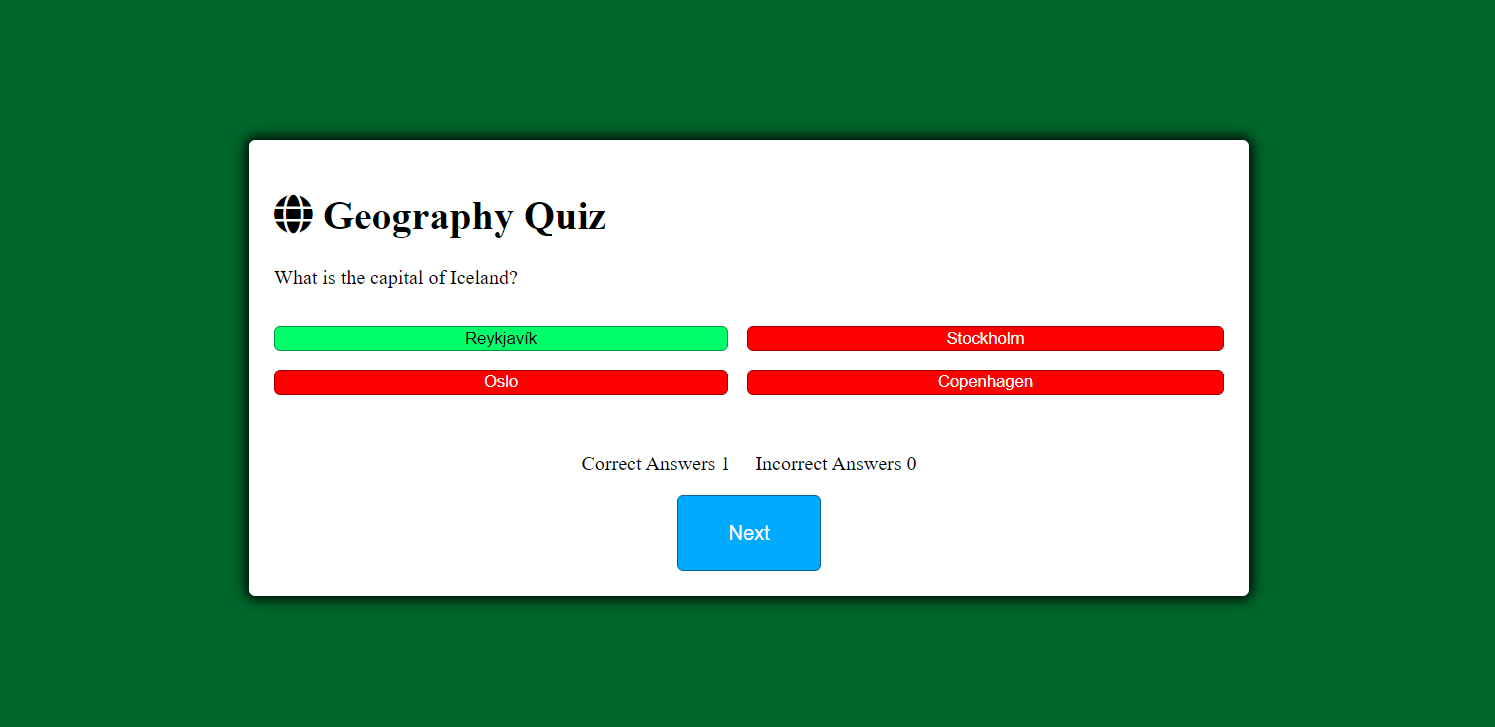 Geography Quiz
What is the capital of Iceland?
Reykjavík
Stockholm
Oslo
Copenhagen
Correct Answers 1
Incorrect Answers 0
Next